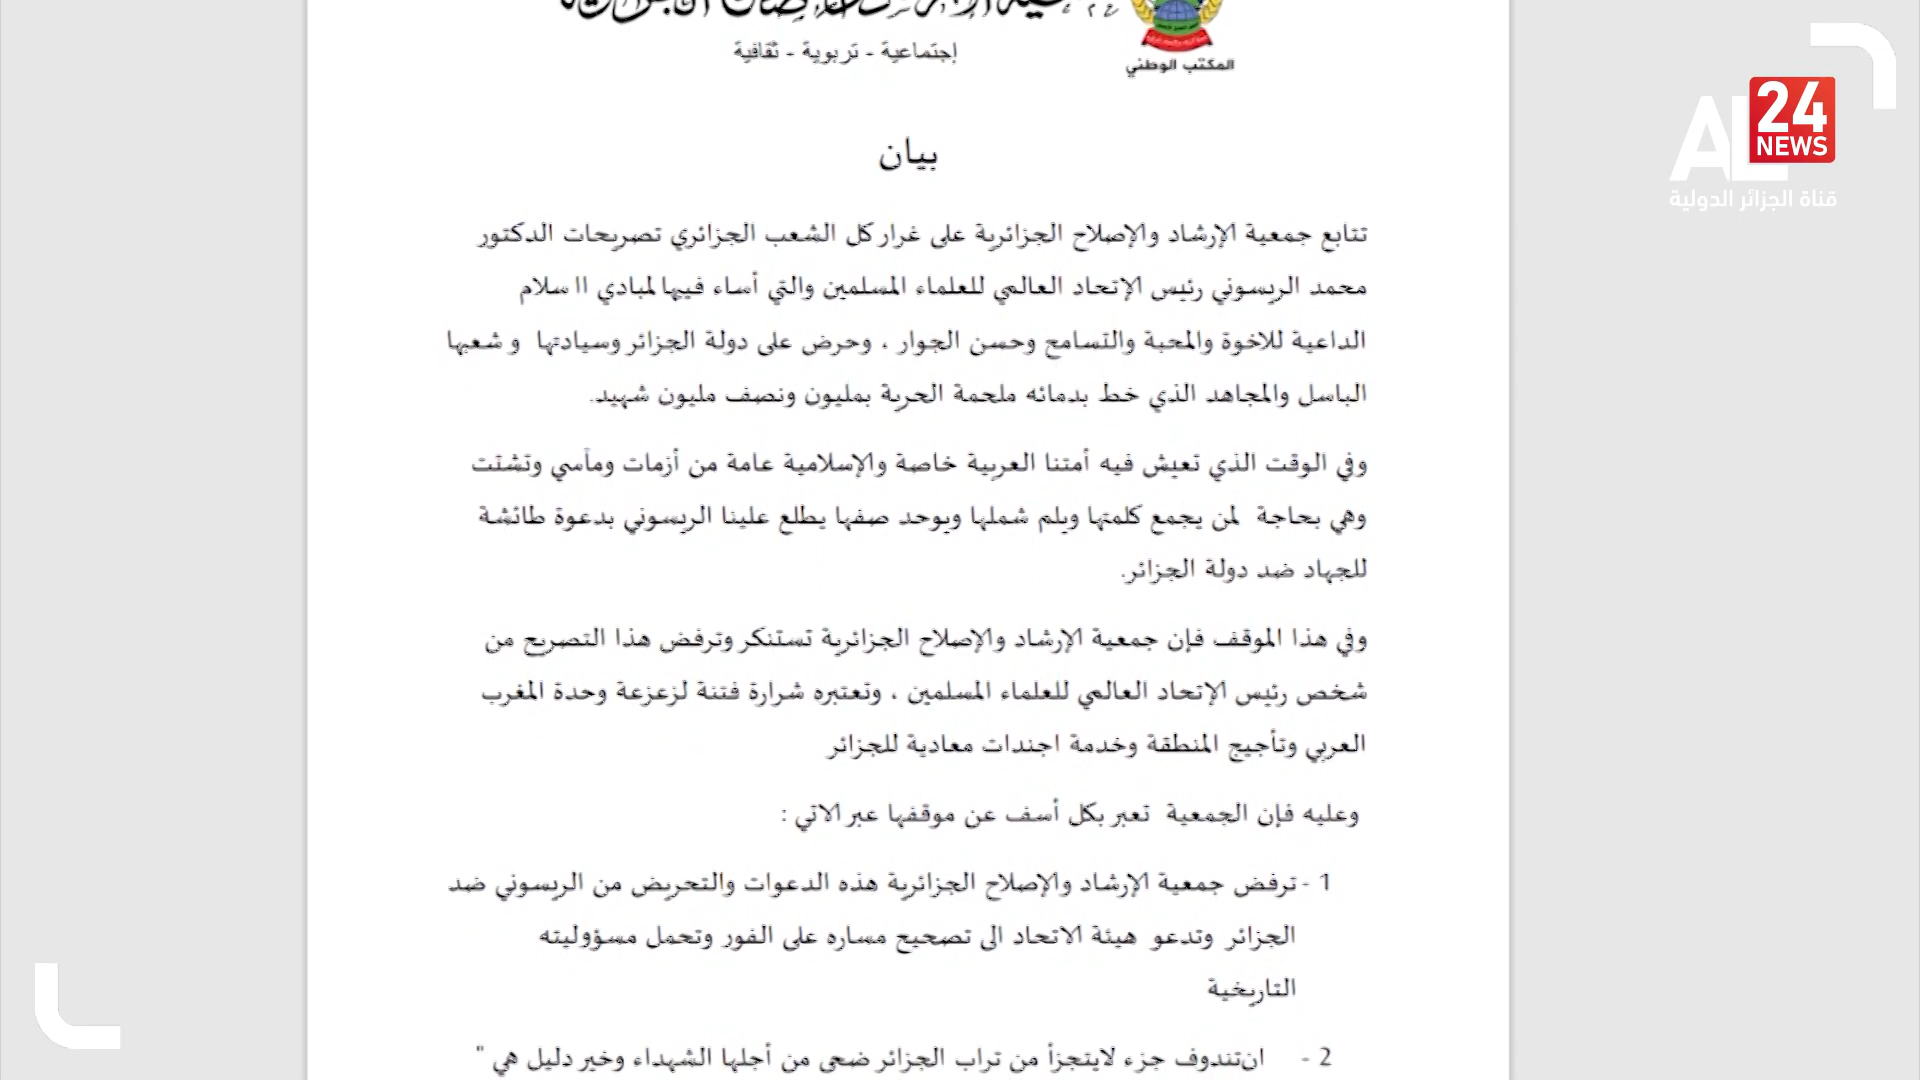 إجتماعية - تربوية - ثقافية
المكتب الوطني
24
NEWS
AL
قناة الجزائر الدولية
بيان
تتابع جمعية الإرشاد والإصلاح الجزائرية على غرار كل الشعب الجزائري تصريحات الدكتور
محمد الريسوني رئيس الإتحاد العالمي للعلماء المسلمين والتي أساء فيها لمبادي الا سلام
الداعية للاخوة والمحبة والتسامح وحسن الجوار ، وحرض على دولة الجزائر وسيادتها و شعبها
الباسل والمجاهد الذي خط بدمائه ملحمة الحرية بمليون ونصف مليون شهيد.
وفي الوقت الذي تعيش فيه أمتنا العربية خاصة والإسلامية عامة من أزمات ومآسي وتشتت
وهي بحاجة لمن يجمع كلمتها ويلم شملها ويوحد صفها يطلع علينا الريسوني بدعوة طائشة
للجهاد ضد دولة الجزائر.
وفي هذا الموقف فإن جمعية الإرشاد والإصلاح الجزائرية تستنكر وترفض هذا التصريح من
شخص رئيس الإتحاد العالمي للعلماء المسلمين ، وتعتبره شرارة فتنة لزعزعة وحدة المغرب
العربي وتأجيج المنطقة وخدمة اجندات معادية للجزائر
وعليه فإن الجمعية تعبر بكل أسف عن موقفها عبر الاتي :
1 - ترفض جمعية الإرشاد والإصلاح الجزائرية هذه الدعوات والتحريض من الريسوني ضد
الجزائر وتدعو هيئة الاتحاد الى تصحيح مساره على الفور وتحمل مسؤوليته
التاريخية
2 - ان تندوف جزء لايتجزأ من تراب الجزائر ضحى من أجلها الشهداء وخير دليل هي "